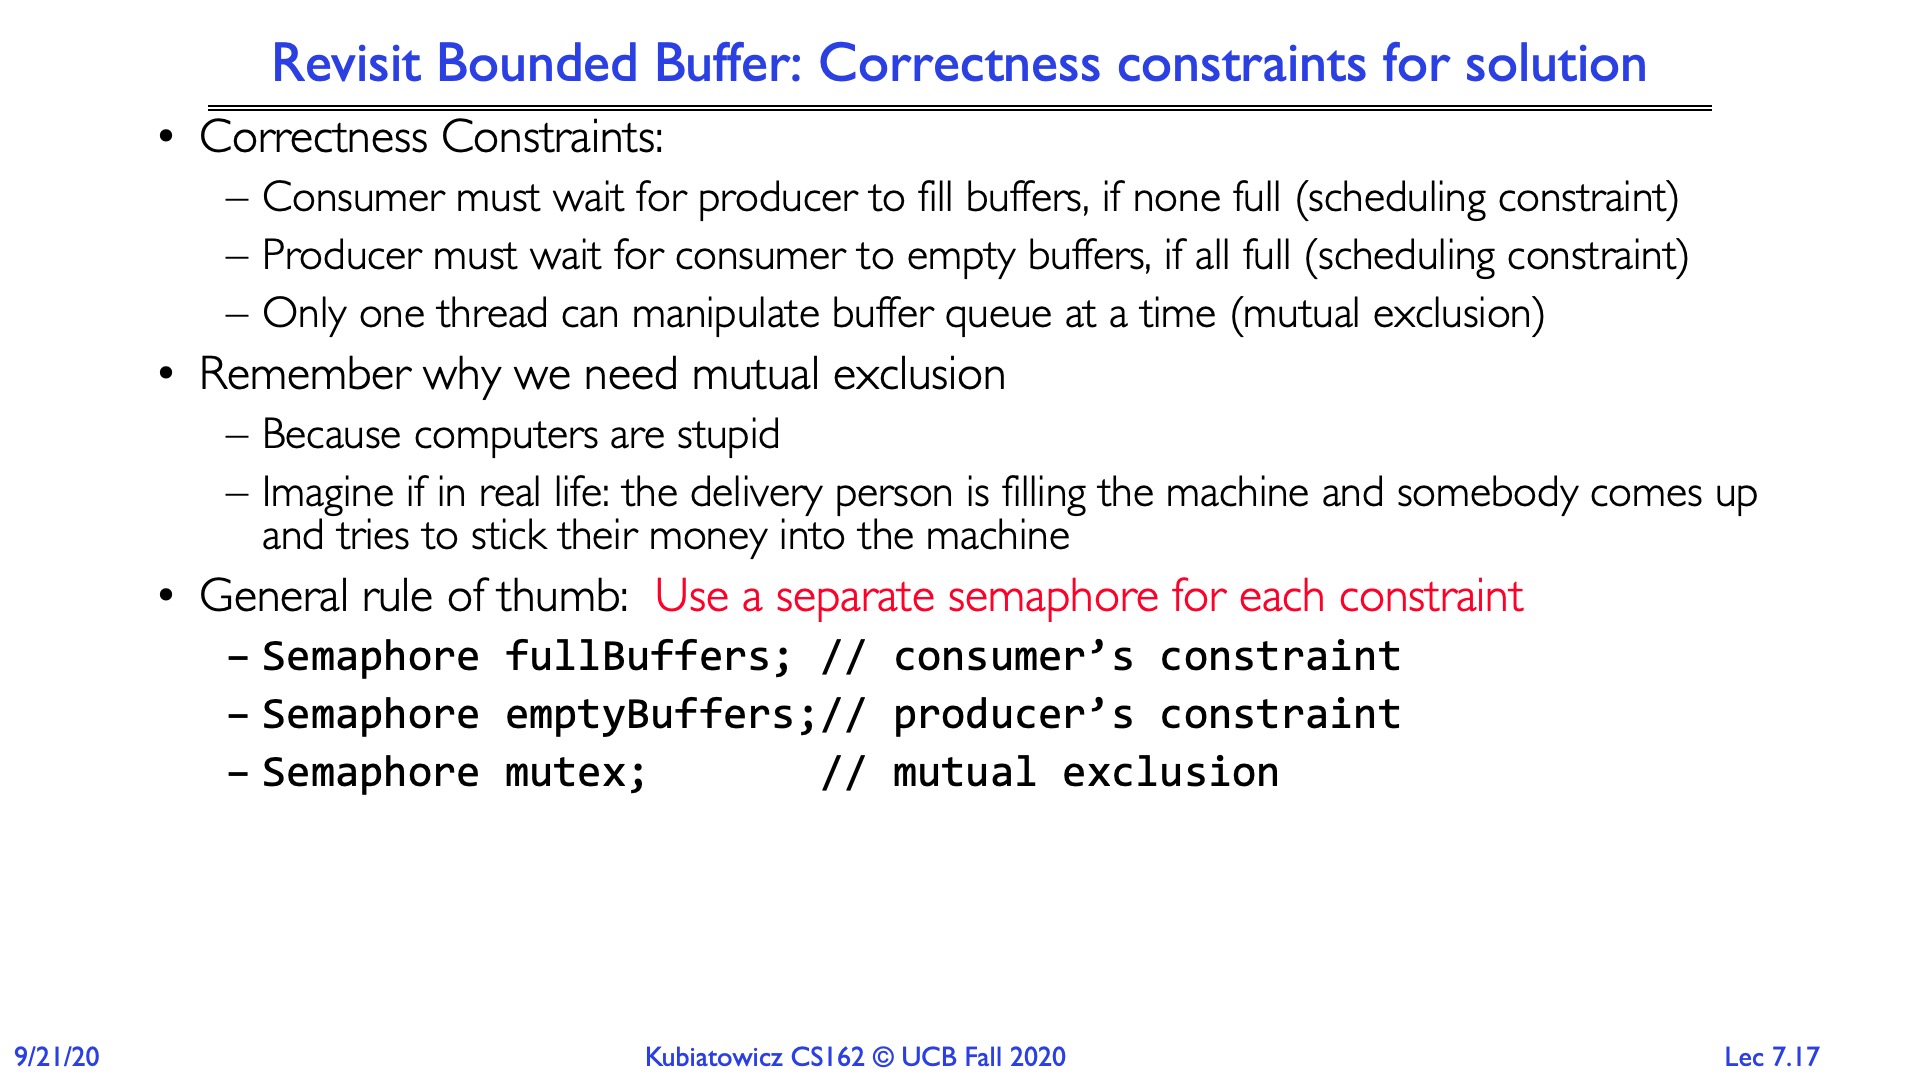 Revisit Bounded Buffer: Correctness constraints for solution
• Correctness Constraints:
– Consumer must wait for producer to fill buffers, if none full (scheduling constraint)
– Producer must wait for consumer to empty buffers, if all full (scheduling constraint)
– Only one thread can manipulate buffer queue at a time (mutual exclusion)
• Remember why we need mutual exclusion
– Because computers are stupid
– Imagine if in real life: the delivery person is filling the machine and somebody comes up
and tries to stick their money into the machine
• General rule of thumb: Use a separate semaphore for each constraint
– Semaphore fullBuffers; // consumer’s constraint
– Semaphore emptyBuffers;// producer’s constraint
– Semaphore mutex; // mutual exclusion
9/21/20 Kubiatowicz CS162 © UCB Fall 2020 Lec 7.17